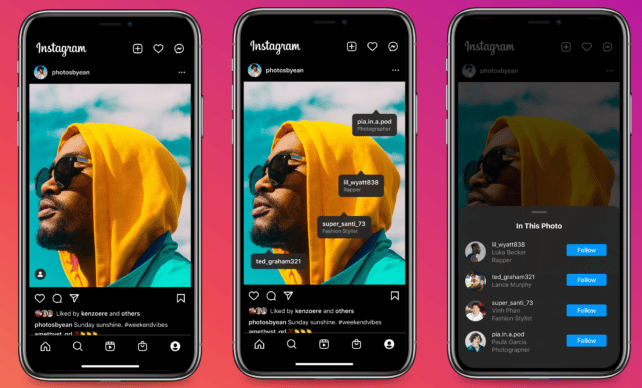 Instagram
photosbyean
Liked by kenzoere and others
photosbyean Sunday sunshine. #weekendvibes
Instagram
photosbyean
pia.in.a.pod
Photographer
lil_wyatt838
Rapper
super_santi_73
Fashion Stylist
ted_graham321
Liked by kenzoere and others
photosbyean Sunday sunshine. #weekendvibes
Instagram
photosbyean
In This Photo
lil_wyatt838
Luka Becker
Rapper
Follow
ted_graham321
Lance Murphy
Follow
super_santi_73
Vinh Phan
Fashion Stylist
Follow
pia.in.a.pod
Paula Garcia
Photographer
Follow